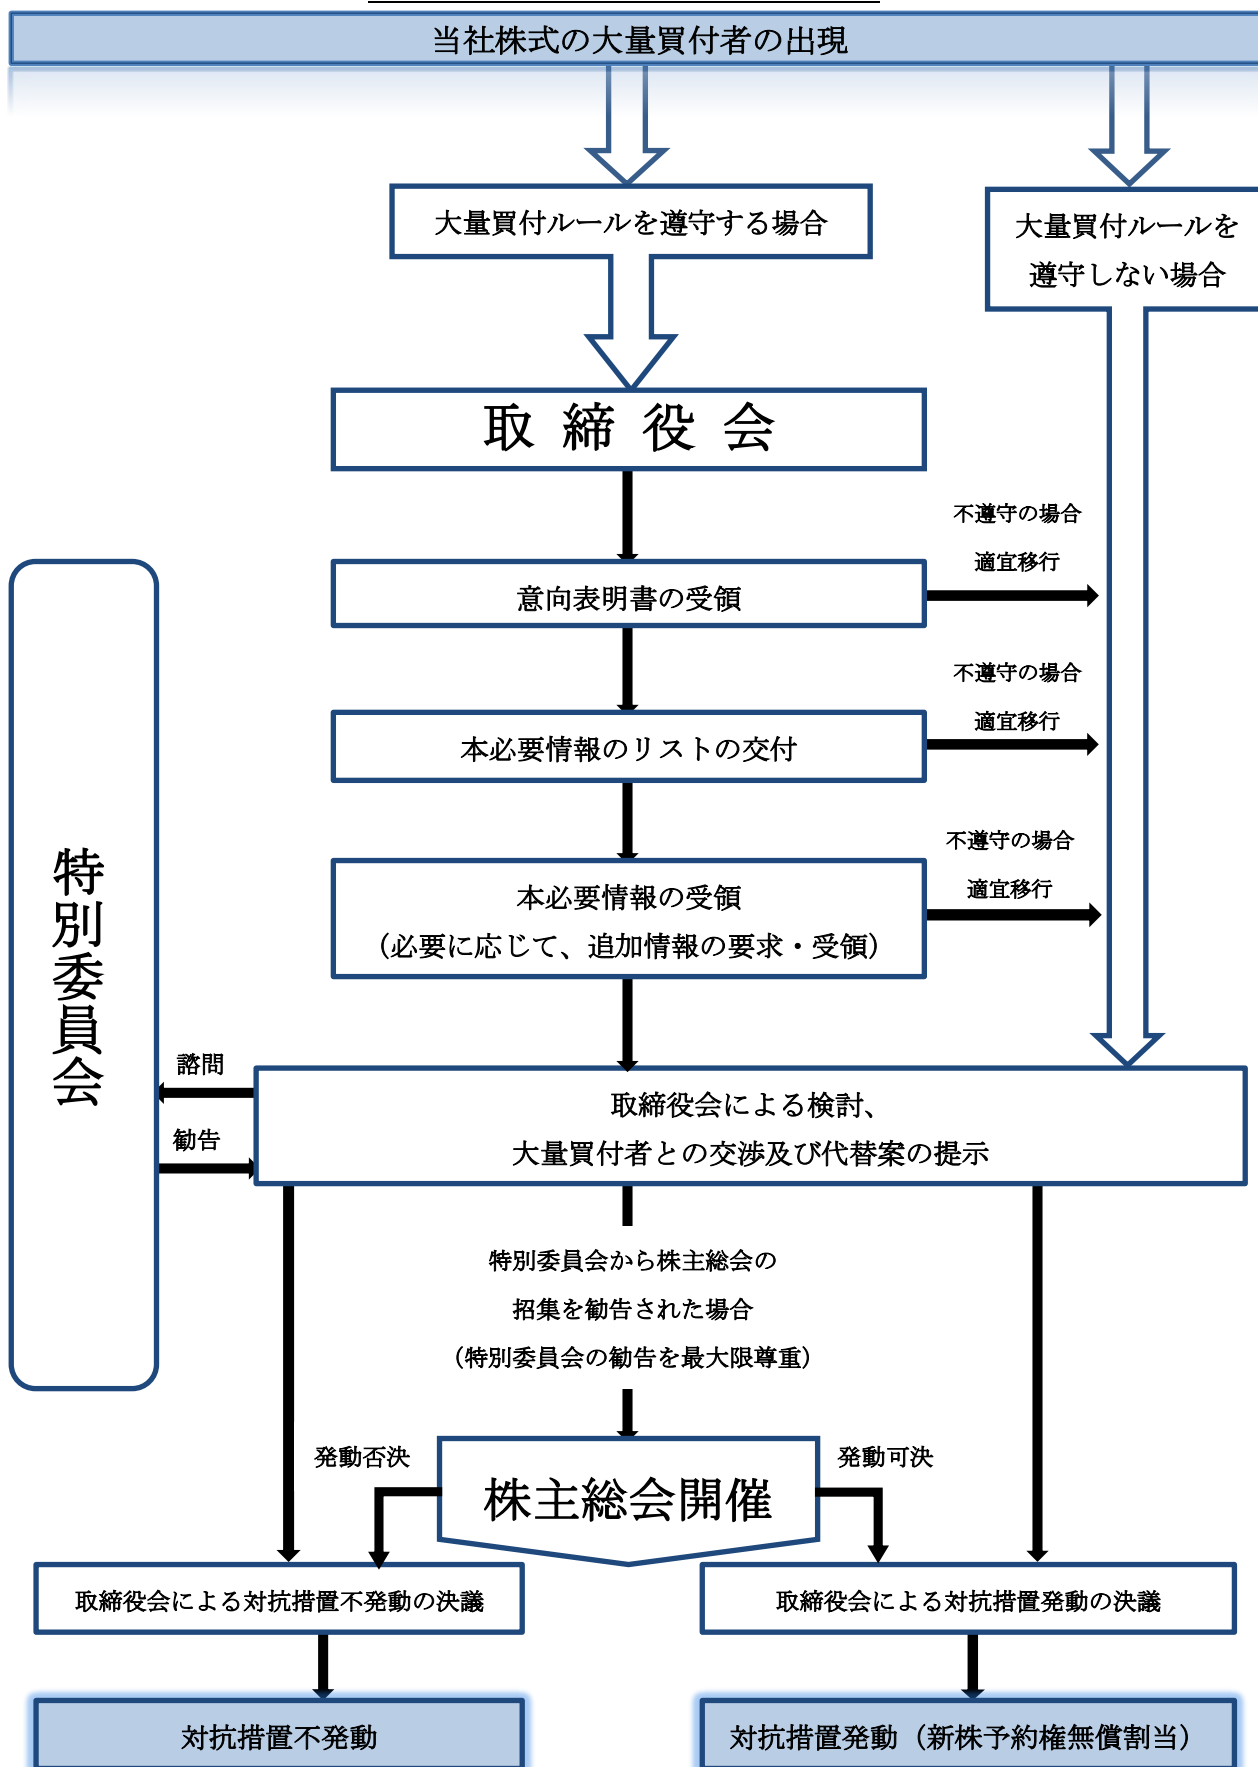 当社株式の大量買付者の出現
大量買付ルールを遵守する場合
大量買付ルールを
遵守しない場合
取締役会
不遵守の場合
適宜移行
意向表明書の受領
不遵守の場合
適宜移行
本必要情報のリストの交付
不遵守の場合
適宜移行
本必要情報の受領
（必要に応じて、追加情報の要求・受領）
特別委員会
諮問
勧告
取締役会による検討、
大量買付者との交渉及び代替案の提示
特別委員会から株主総会の
招集を勧告された場合
（特別委員会の勧告を最大限尊重）
発動否決
発動可決
株主総会開催
取締役会による対抗措置不発動の決議
取締役会による対抗措置発動の決議
対抗措置不発動
対抗措置発動（新株予約権無償割当）